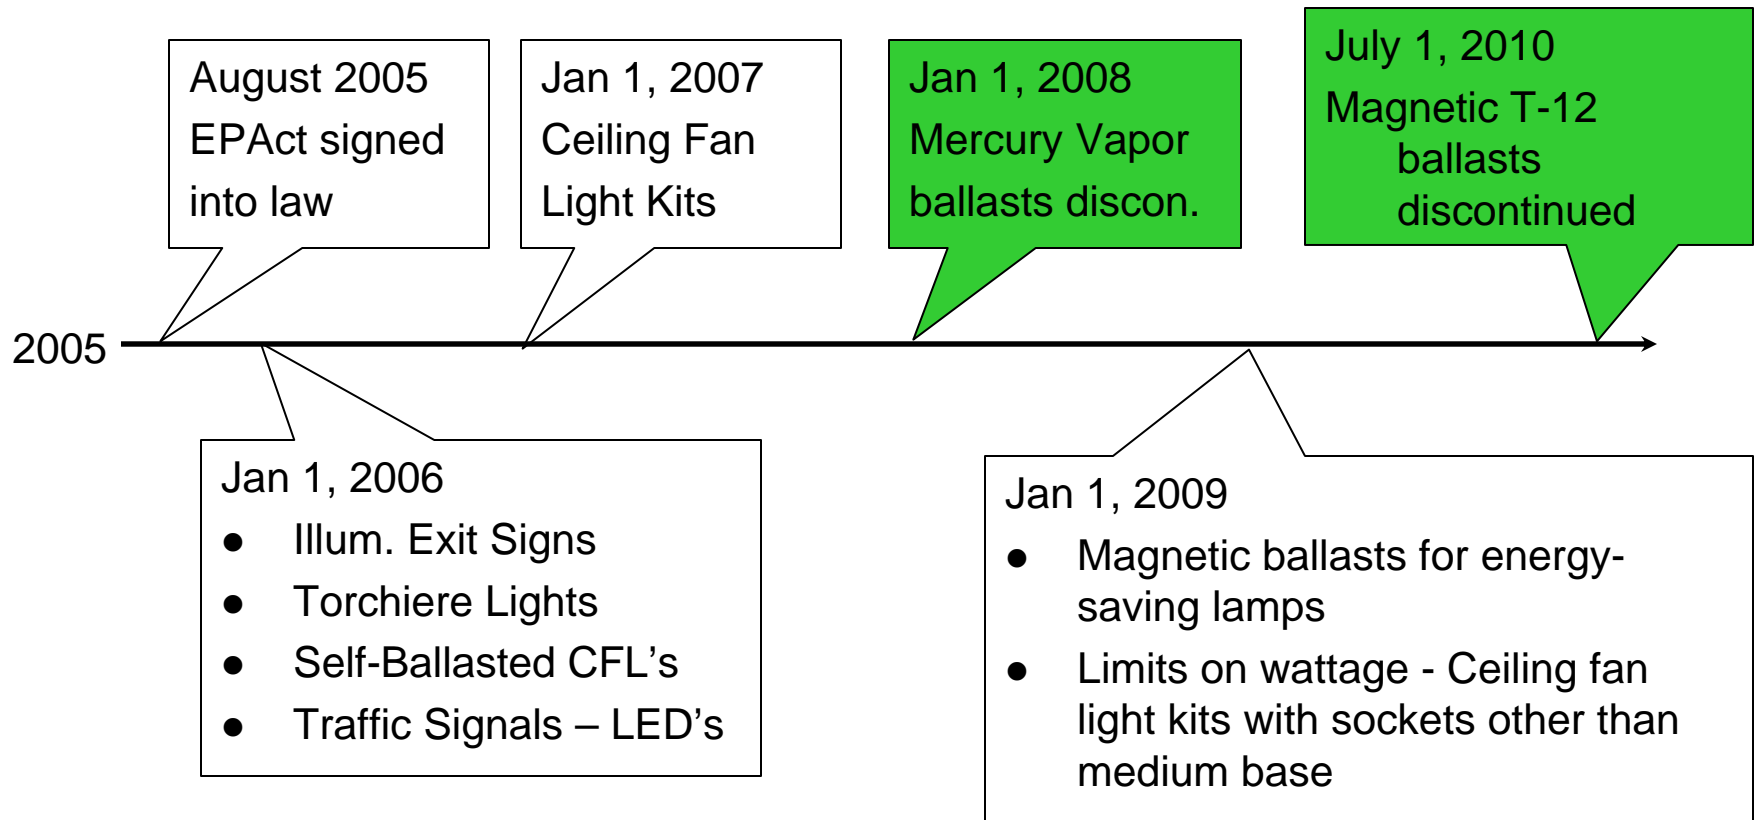 August 2005
EPAct signed
into law
Jan 1, 2007
Ceiling Fan
Light Kits
Jan 1, 2008
Mercury Vapor
ballasts discon.
July 1, 2010
Magnetic T-12
ballasts
discontinued
2005
Jan 1, 2006
● Illum. Exit Signs
● Torchiere Lights
● Self-Ballasted CFL’s
● Traffic Signals – LED’s
Jan 1, 2009
● Magnetic ballasts for energy-
saving lamps
● Limits on wattage - Ceiling fan
light kits with sockets other than
medium base